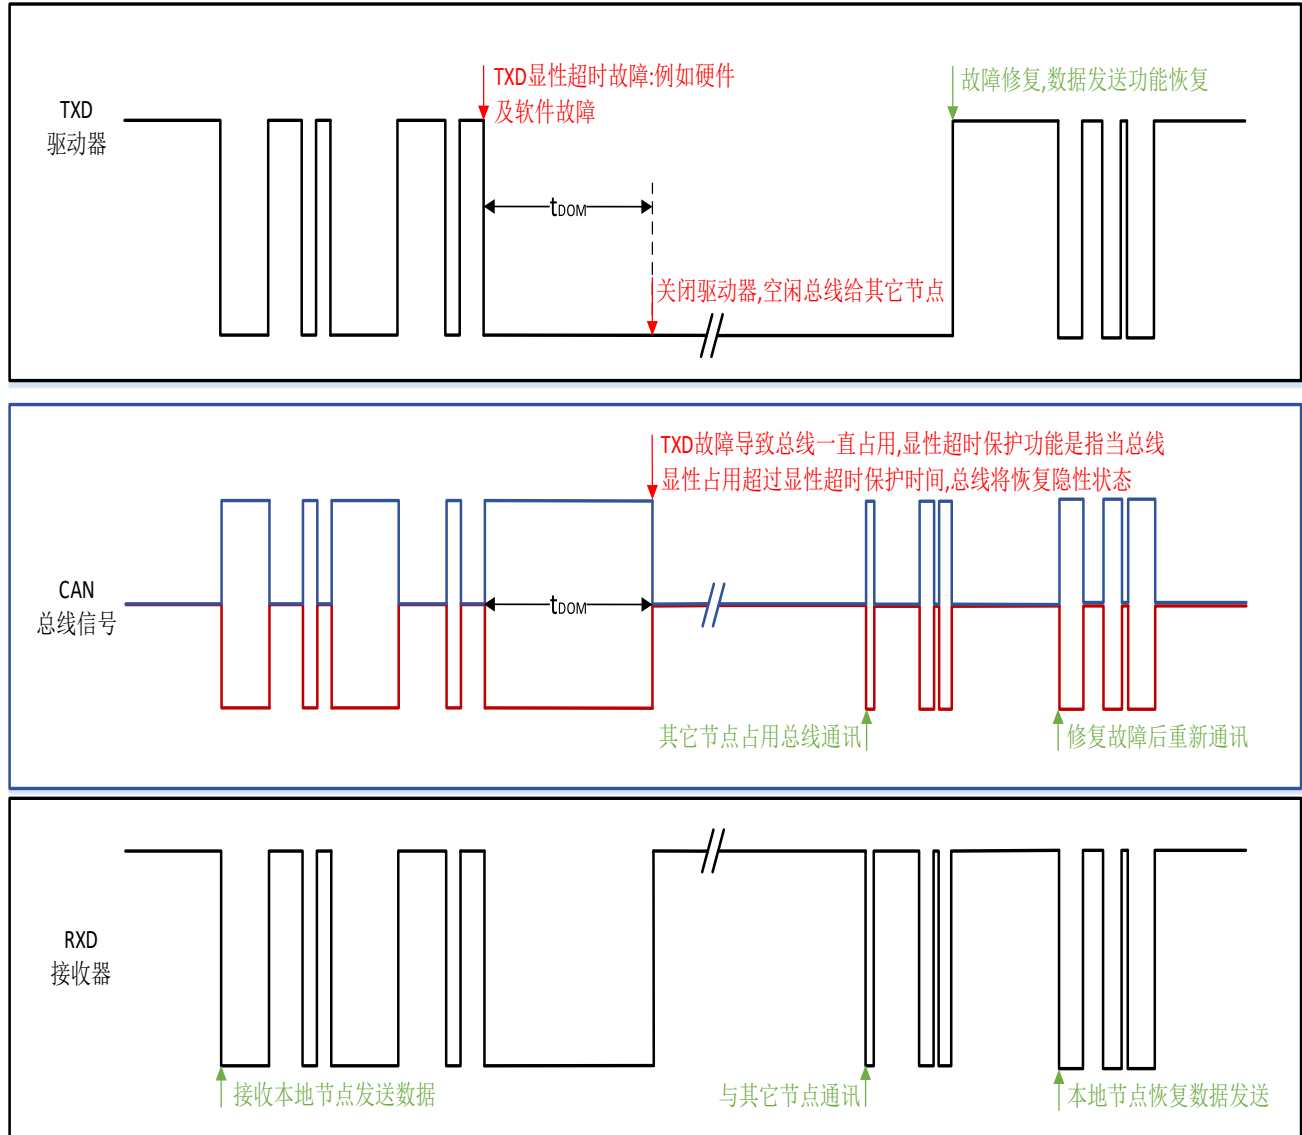 TXD显性超时故障:例如硬件
及软件故障
故障修复,数据发送功能恢复
TXD
驱动器
tDOM
关闭驱动器,空闲总线给其它节点
TXD故障导致总线一直占用,显性超时保护功能是指当总线
显性占用超过显性超时保护时间,总线将恢复隐性状态
CAN
总线信号
tDOM
其它节点占用总线通讯
修复故障后重新通讯
RXD
接收器
接收本地节点发送数据
与其它节点通讯
本地节点恢复数据发送